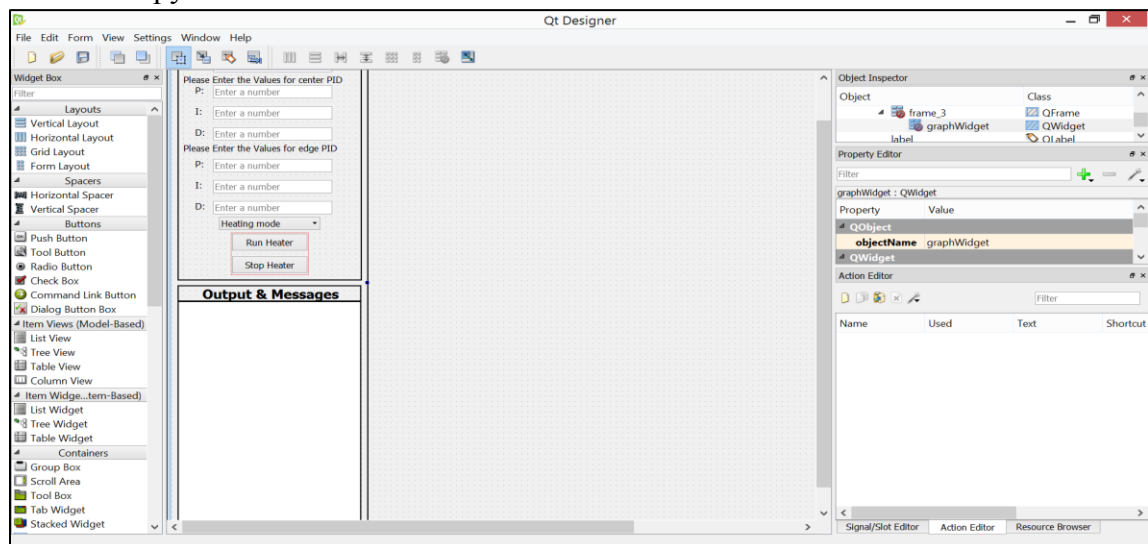 py
Qt Designer
File Edit Form View Settings Window Help
Widget Box
Filter
Layouts
Vertical Layout
Horizontal Layout
Grid Layout
Form Layout
Spacers
Horizontal Spacer
Vertical Spacer
Buttons
Push Button
Tool Button
Radio Button
Check Box
Command Link Button
Dialog Button Box
Item Views (Model-Based)
List View
Tree View
Table View
Column View
Item Widge...tem-Based)
List Widget
Tree Widget
Table Widget
Containers
Group Box
Scroll Area
Tool Box
Tab Widget
Stacked Widget
Please Enter the Values for center PID
P: Enter a number
I: Enter a number
D: Enter a number
Please Enter the Values for edge PID
P: Enter a number
I: Enter a number
D: Enter a number
Heating mode
Run Heater
Stop Heater
Output & Messages
Object Inspector
Object Class
frame_3 QFrame
graphWidget QWidget
label QLabel
Property Editor
Filter
graphWidget : QWidget
Property Value
QObject
objectName graphWidget
QWidget
Action Editor
Filter
Name Used Text Shortcut
Signal/Slot Editor Action Editor Resource Browser